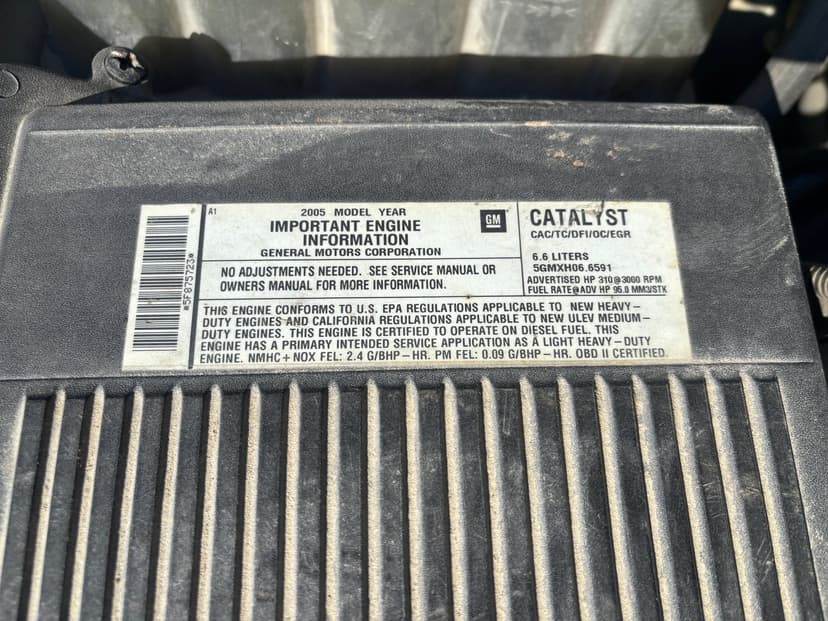 *5F875723*
A1
2005 MODEL YEAR
IMPORTANT ENGINE
INFORMATION
GENERAL MOTORS CORPORATION
GM
NO ADJUSTMENTS NEEDED. SEE SERVICE MANUAL OR
OWNERS MANUAL FOR MORE INFORMATION.
CATALYST
CAC/TC/DFI/OC/EGR
6.6 LITERS
5GMXH06.6591
ADVERTISED HP 310@3000 RPM
FUEL RATE@ADV HP 95.0 MM3/STK
THIS ENGINE CONFORMS TO U.S. EPA REGULATIONS APPLICABLE TO NEW HEAVY-
DUTY ENGINES AND CALIFORNIA REGULATIONS APPLICABLE TO NEW ULEV MEDIUM-
DUTY ENGINES. THIS ENGINE IS CERTIFIED TO OPERATE ON DIESEL FUEL. THIS
ENGINE HAS A PRIMARY INTENDED SERVICE APPLICATION AS A LIGHT HEAVY-DUTY
ENGINE. NMHC+NOX FEL: 2.4 G/BHP-HR. PM FEL: 0.09 G/BHP-HR. OBD II CERTIFIED.